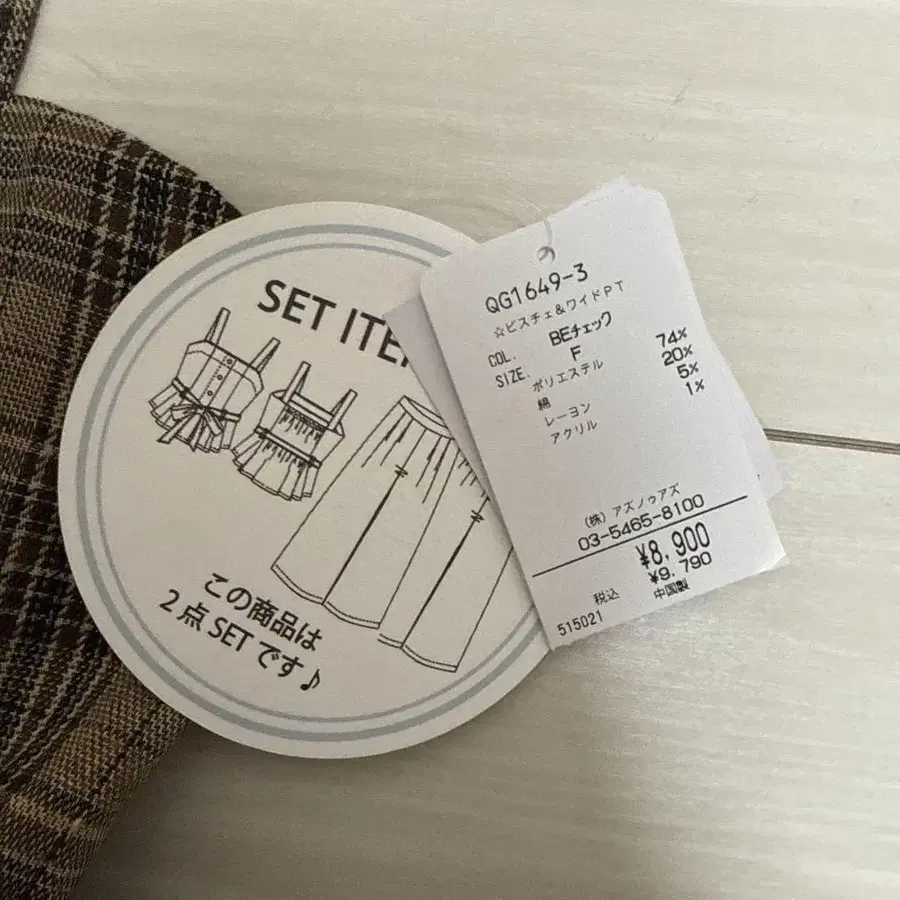 SET ITE
この商品は
2点SETです♪
QG1649-3
☆ビスチェ&ワイドPT
COL. BEチェック
SIZE. F
ポリエステル 74%
綿 20%
レーヨン 5%
アクリル 1%
(株) アズノゥアズ
03-5465-8100
¥8,900
税込 ¥9,790
515021 中国製